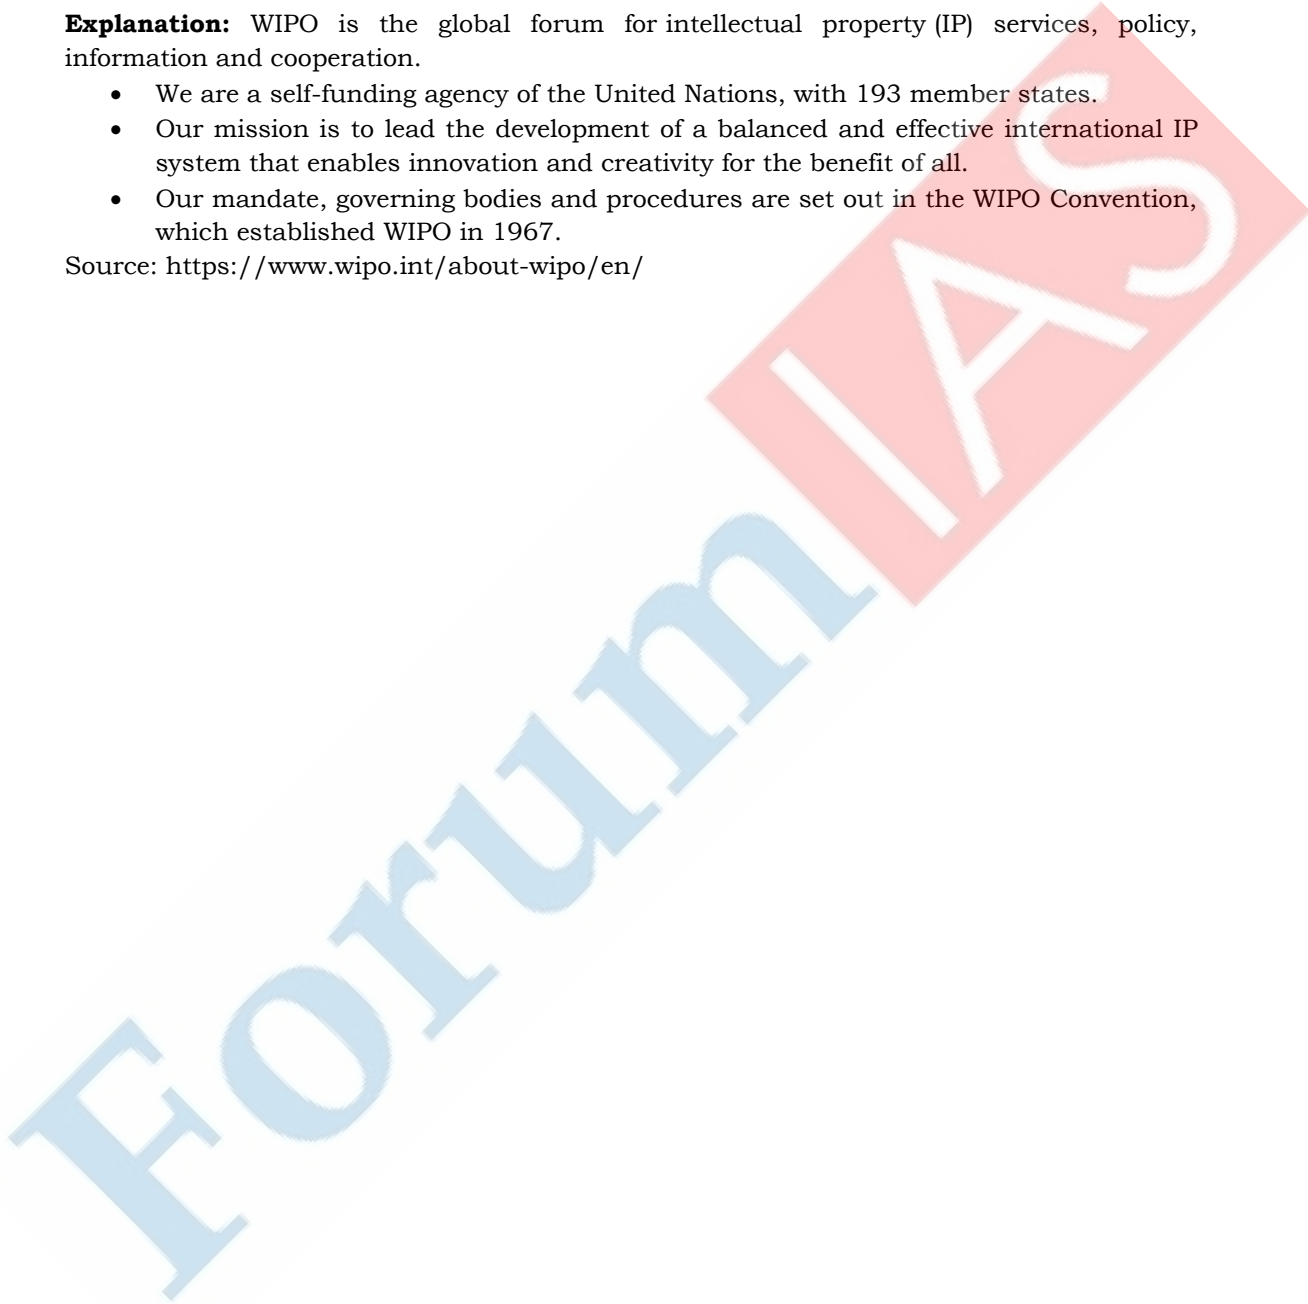 Explanation: WIPO is the global forum for intellectual property (IP) services, policy,
information and cooperation.
• We are a self-funding agency of the United Nations, with 193 member states.
• Our mission is to lead the development of a balanced and effective international IP
system that enables innovation and creativity for the benefit of all.
• Our mandate, governing bodies and procedures are set out in the WIPO Convention,
which established WIPO in 1967.
Source: https://www.wipo.int/about-wipo/en/
ForumIAS